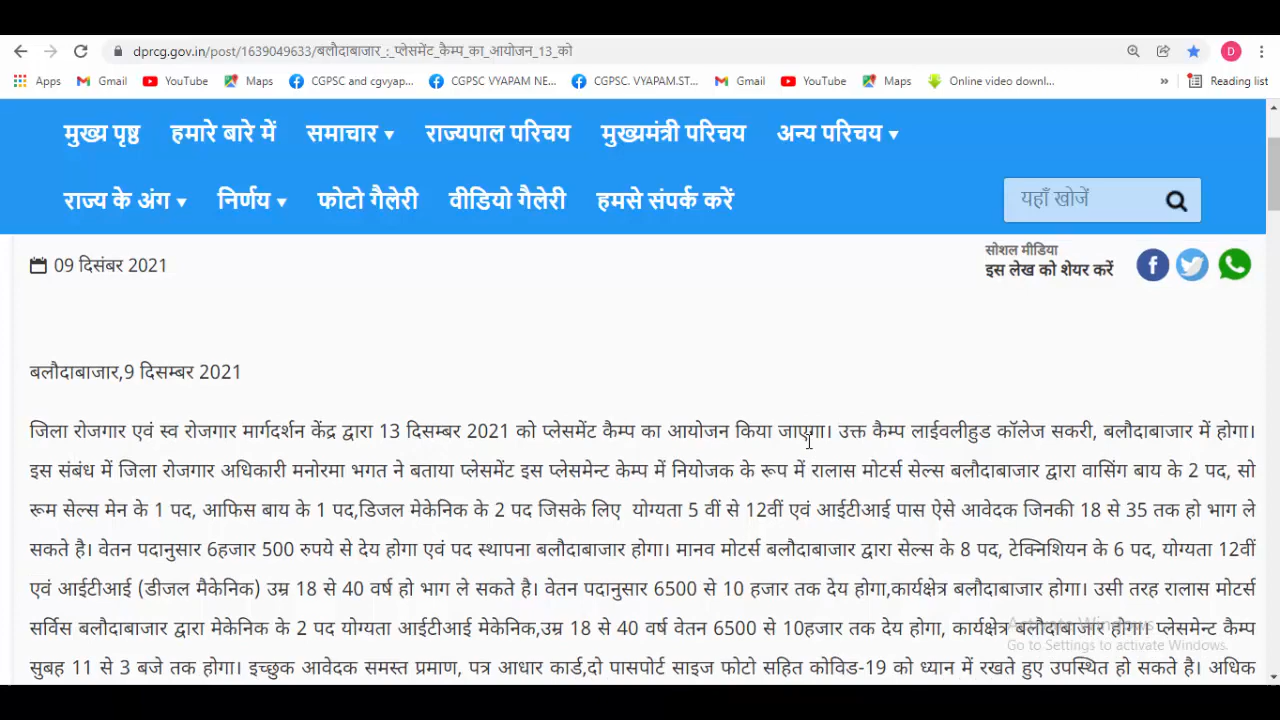 dprcg.gov.in/post/1639049633/बलौदाबाजार_:_प्लेसमेंट_कैम्प_का_आयोजन_13_को
D
Apps Gmail YouTube Maps CGPSC and cgvyap... CGPSC VYAPAM NE... CGPSC. VYAPAM.ST... Gmail YouTube Maps Online video downl... » Reading list
मुख्य पृष्ठ हमारे बारे में समाचार राज्यपाल परिचय मुख्यमंत्री परिचय अन्य परिचय
राज्य के अंग निर्णय फोटो गैलेरी वीडियो गैलेरी हमसे संपर्क करें यहाँ खोजें
09 दिसंबर 2021
सोशल मीडिया
इस लेख को शेयर करें
बलौदाबाजार,9 दिसम्बर 2021
जिला रोजगार एवं स्व रोजगार मार्गदर्शन केंद्र द्वारा 13 दिसम्बर 2021 को प्लेसमेंट कैम्प का आयोजन किया जाएगा। उक्त कैम्प लाईवलीहुड कॉलेज सकरी, बलौदाबाजार में होगा।
इस संबंध में जिला रोजगार अधिकारी मनोरमा भगत ने बताया प्लेसमेंट इस प्लेसमेन्ट केम्प में नियोजक के रूप में रालास मोटर्स सेल्स बलौदाबाजार द्वारा वासिंग बाय के 2 पद, सो
रूम सेल्स मेन के 1 पद, आफिस बाय के 1 पद,डिजल मेकेनिक के 2 पद जिसके लिए योग्यता 5 वीं से 12वीं एवं आईटीआई पास ऐसे आवेदक जिनकी 18 से 35 तक हो भाग ले
सकते है। वेतन पदानुसार 6हजार 500 रुपये से देय होगा एवं पद स्थापना बलौदाबाजार होगा। मानव मोटर्स बलौदाबाजार द्वारा सेल्स के 8 पद, टेक्निशियन के 6 पद, योग्यता 12वीं
एवं आईटीआई (डीजल मैकेनिक) उम्र 18 से 40 वर्ष हो भाग ले सकते है। वेतन पदानुसार 6500 से 10 हजार तक देय होगा,कार्यक्षेत्र बलौदाबाजार होगा। उसी तरह रालास मोटर्स
सर्विस बलौदाबाजार द्वारा मेकेनिक के 2 पद योग्यता आईटीआई मेकेनिक,उम्र 18 से 40 वर्ष वेतन 6500 से 10हजार तक देय होगा, कार्यक्षेत्र बलौदाबाजार होगा। प्लेसमेन्ट कैम्प
Activate Windows
Go to Settings to activate Windows.
सुबह 11 से 3 बजे तक होगा। इच्छुक आवेदक समस्त प्रमाण, पत्र आधार कार्ड,दो पासपोर्ट साइज फोटो सहित कोविड-19 को ध्यान में रखते हुए उपस्थित हो सकते है। अधिक